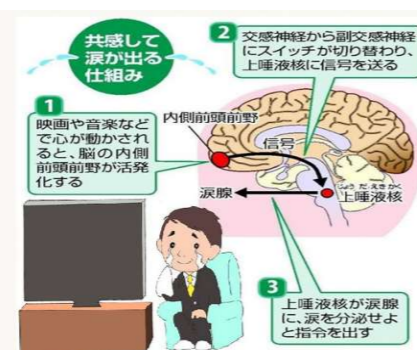 共感して
涙が出る
仕組み
1
映画や音楽など
で心が動かされ
ると、脳の内側
前頭前野が活発
化する
2
交感神経から副交感神経
にスイッチが切り替わり、
上唾液核に信号を送る
内側前頭前野
信号
じょう だ えき かく
上唾液核
涙腺
3
上唾液核が涙腺
に、涙を分泌せよ
と指令を出す